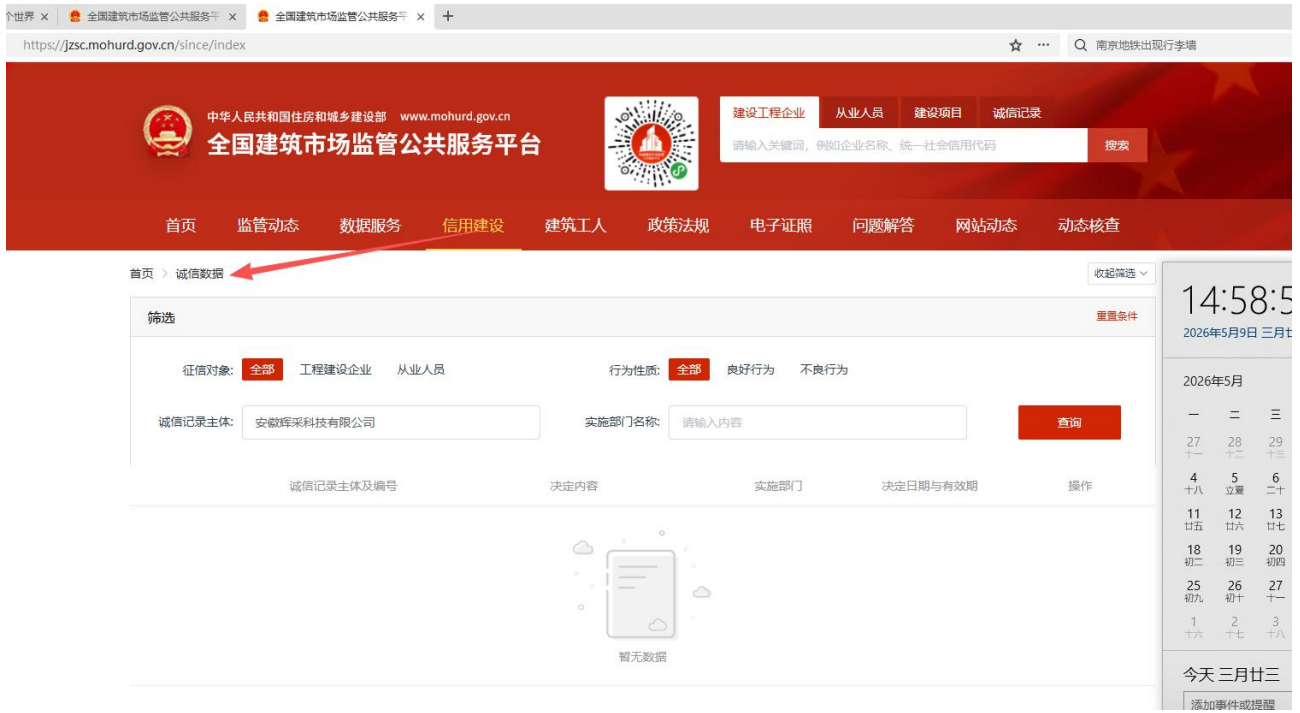 个世界 × 全国建筑市场监管公共服务平 × 全国建筑市场监管公共服务平 × +
https://jzsc.mohurd.gov.cn/since/index
南京地铁出现行李墙
中华人民共和国住房和城乡建设部 www.mohurd.gov.cn
全国建筑市场监管公共服务平台
建设工程企业 从业人员 建设项目 诚信记录
请输入关键词，例如企业名称、统一社会信用代码 搜索
首页 监管动态 数据服务 信用建设 建筑工人 政策法规 电子证照 问题解答 网站动态 动态核查
首页 > 诚信数据
收起筛选
筛选 重置条件
征信对象: 全部 工程建设企业 从业人员 行为性质: 全部 良好行为 不良行为
诚信记录主体: 安徽辉采科技有限公司 实施部门名称: 请输入内容 查询
诚信记录主体及编号 决定内容 实施部门 决定日期与有效期 操作
暂无数据
14:58:5
2026年5月9日 三月廿
2026年5月
一 二 三
27 28 29
十一 十二 十三
4 5 6
十八 立夏 二十
11 12 13
廿五 廿六 廿七
18 19 20
初二 初三 初四
25 26 27
初九 初十 十一
1 2 3
十六 十七 十八
今天 三月廿三
添加事件或提醒